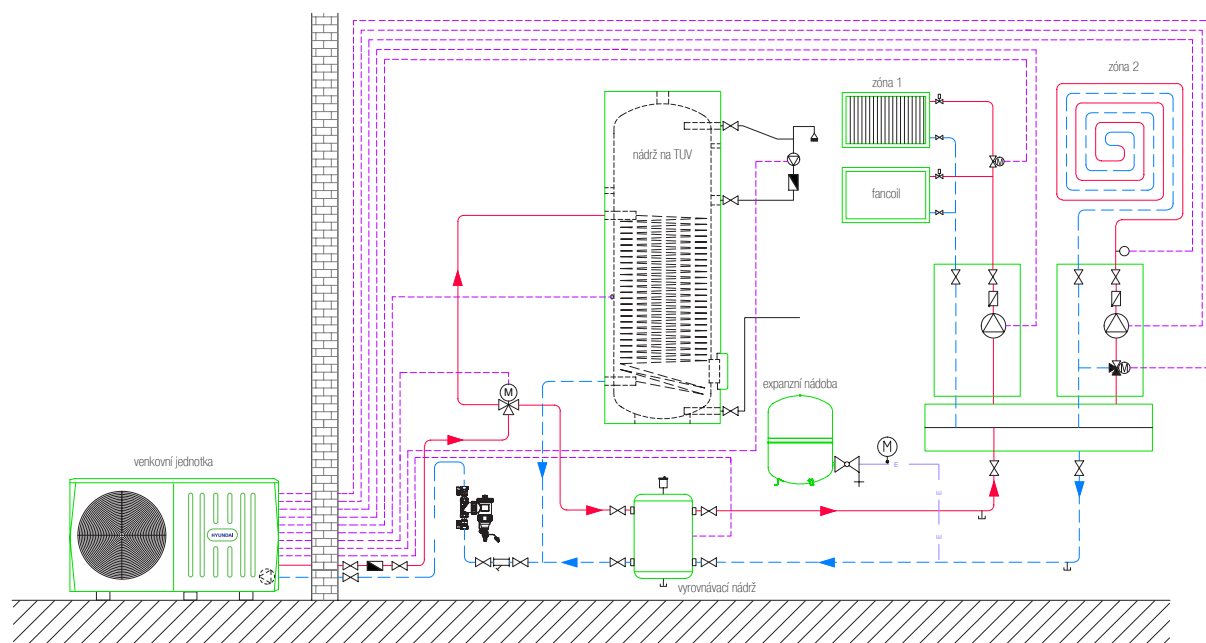 zóna 1
zóna 2
nádrž na TUV
M
fancoil
M
M
expanzní nádoba
M
venkovní jednotka
E
E
E
HYUNDAI
vyrovnávací nádrž